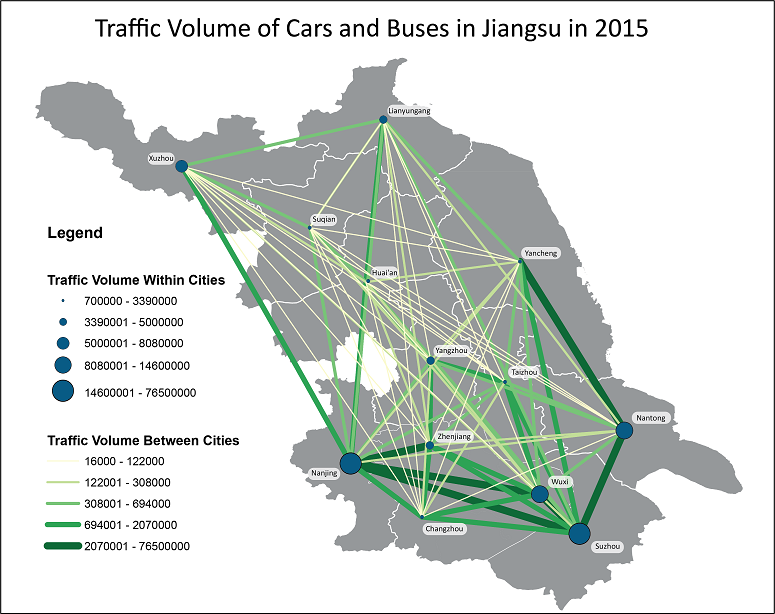 Traffic Volume of Cars and Buses in Jiangsu in 2015
Lianyungang
Xuzhou
Suqian
Yancheng
Huai'an
Yangzhou
Taizhou
Nantong
Zhenjiang
Nanjing
Wuxi
Changzhou
Suzhou
Legend
Traffic Volume Within Cities
700000 - 3390000
3390001 - 5000000
5000001 - 8080000
8080001 - 14600000
14600001 - 76500000
Traffic Volume Between Cities
16000 - 122000
122001 - 308000
308001 - 694000
694001 - 2070000
2070001 - 76500000